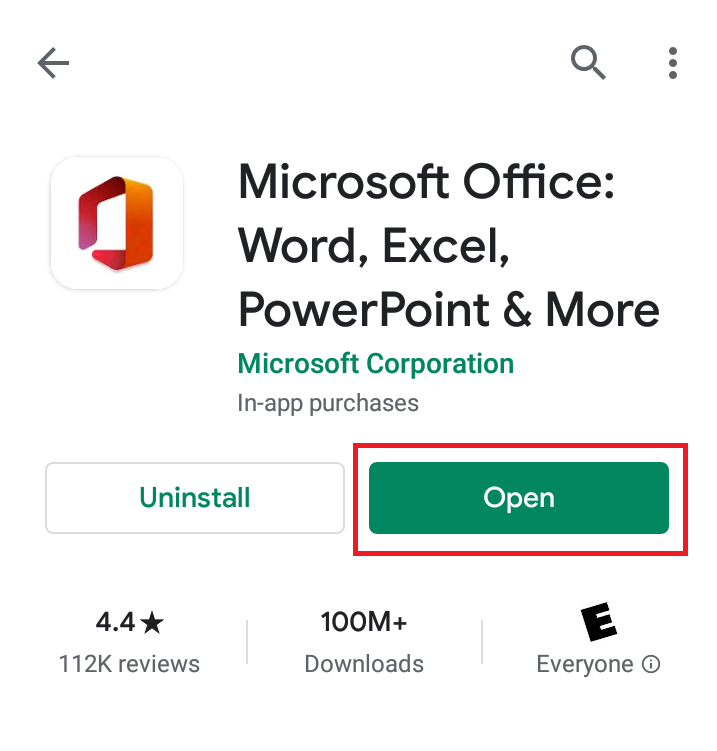 Microsoft Office:
Word, Excel,
PowerPoint & More
Microsoft Corporation
In-app purchases
Uninstall
Open
4.4★
100M+
E
112K reviews
Downloads
Everyone